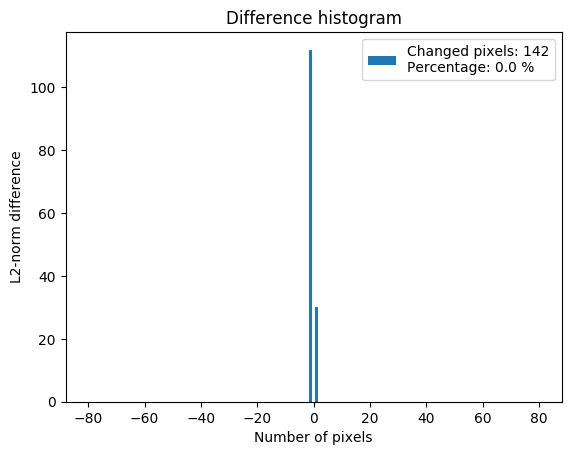 Difference histogram
Changed pixels: 142
Percentage: 0.0 %
L2-norm difference
100
80
60
40
20
0
−80 −60 −40 −20 0 20 40 60 80
Number of pixels